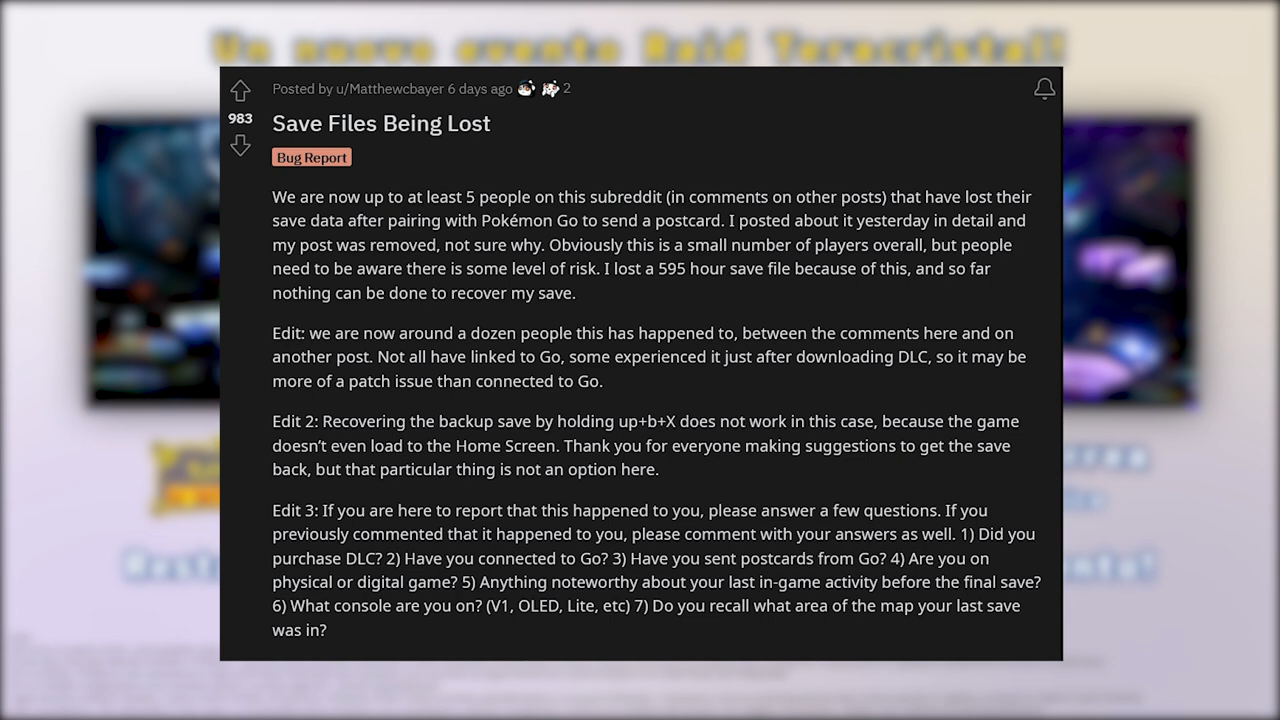 Un nuovo evento Raid Teracristal!
Posted by u/Matthewcbayer 6 days ago 2
983
Save Files Being Lost
Bug Report
We are now up to at least 5 people on this subreddit (in comments on other posts) that have lost their
save data after pairing with Pokémon Go to send a postcard. I posted about it yesterday in detail and
my post was removed, not sure why. Obviously this is a small number of players overall, but people
need to be aware there is some level of risk. I lost a 595 hour save file because of this, and so far
nothing can be done to recover my save.
Edit: we are now around a dozen people this has happened to, between the comments here and on
another post. Not all have linked to Go, some experienced it just after downloading DLC, so it may be
more of a patch issue than connected to Go.
Edit 2: Recovering the backup save by holding up+b+X does not work in this case, because the game
doesn’t even load to the Home Screen. Thank you for everyone making suggestions to get the save
back, but that particular thing is not an option here.
Edit 3: If you are here to report that this happened to you, please answer a few questions. If you
previously commented that it happened to you, please comment with your answers as well. 1) Did you
purchase DLC? 2) Have you connected to Go? 3) Have you sent postcards from Go? 4) Are you on
physical or digital game? 5) Anything noteworthy about your last in-game activity before the final save?
6) What console are you on? (V1, OLED, Lite, etc) 7) Do you recall what area of the map your last save
was in?